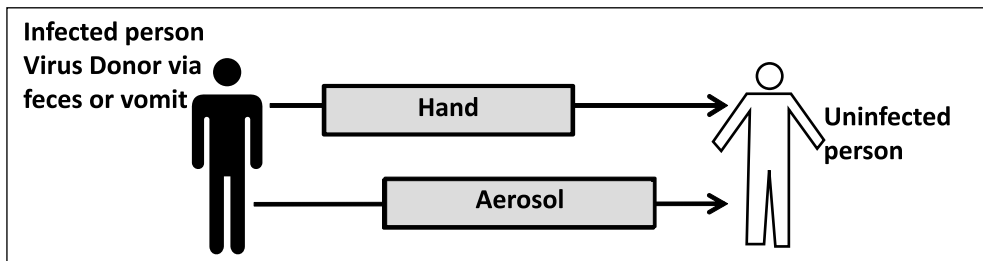 Infected person
Virus Donor via
feces or vomit
Hand
Uninfected
person
Aerosol